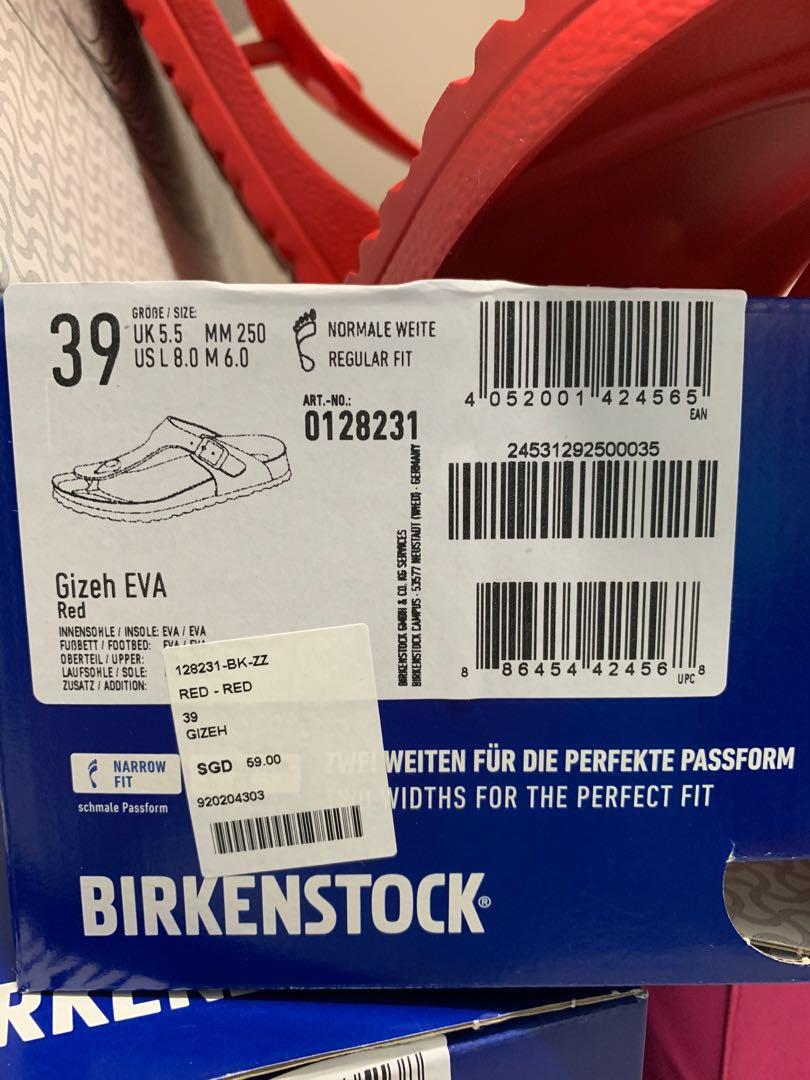 39
GRÖßE / SIZE:
UK 5.5 MM 250
US L 8.0 M 6.0
NORMALE WEITE
REGULAR FIT
ART.-NO.:
0128231
4 052001 424565
EAN
24531292500035
BIRKENSTOCK GMBH & CO. KG SERVICES
BIRKENSTOCK CAMPUS · 53577 NEUSTADT (WIED) · GERMANY
8 86454 42456 8
UPC
Gizeh EVA
Red
INNENSOHLE / INSOLE: EVA / EVA
FUßBETT / FOOTBED: EVA / EVA
OBERTEIL / UPPER:
LAUFSOHLE / SOLE:
ZUSATZ / ADDITION:
128231-BK-ZZ
RED - RED
39
GIZEH
SGD 59.00
920204303
NARROW
FIT
schmale Passform
ZWEI WEITEN FÜR DIE PERFEKTE PASSFORM
TWO WIDTHS FOR THE PERFECT FIT
BIRKENSTOCK®